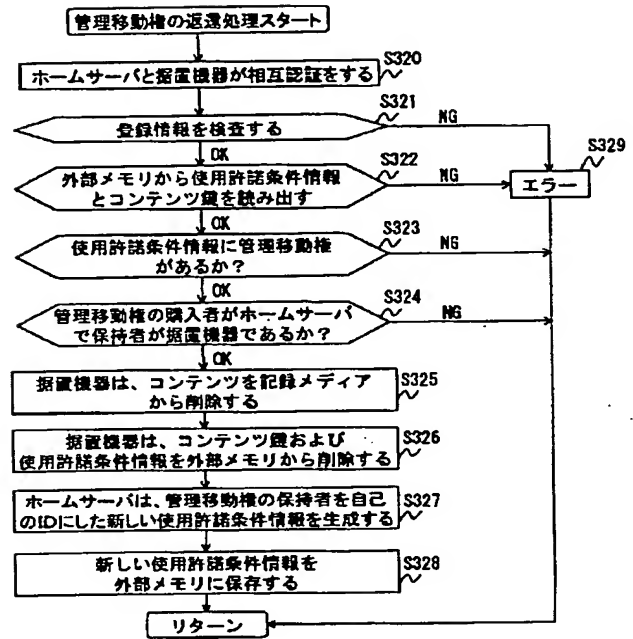 管理移動権の返還処理スタート
S320
ホームサーバと据置機器が相互認証をする
S321
登録情報を検査する
NG
OK
S322
S329
外部メモリから使用許諾条件情報
とコンテンツ鍵を読み出す
NG
エラー
OK
S323
使用許諾条件情報に管理移動権
があるか?
NG
OK
S324
管理移動権の購入者がホームサーバ
で保持者が据置機器であるか?
NG
OK
S325
据置機器は、コンテンツを記録メディア
から削除する
S326
据置機器は、コンテンツ鍵および
使用許諾条件情報を外部メモリから削除する
S327
ホームサーバは、管理移動権の保持者を自己
のIDにした新しい使用許諾条件情報を生成する
S328
新しい使用許諾条件情報を
外部メモリに保存する
リターン